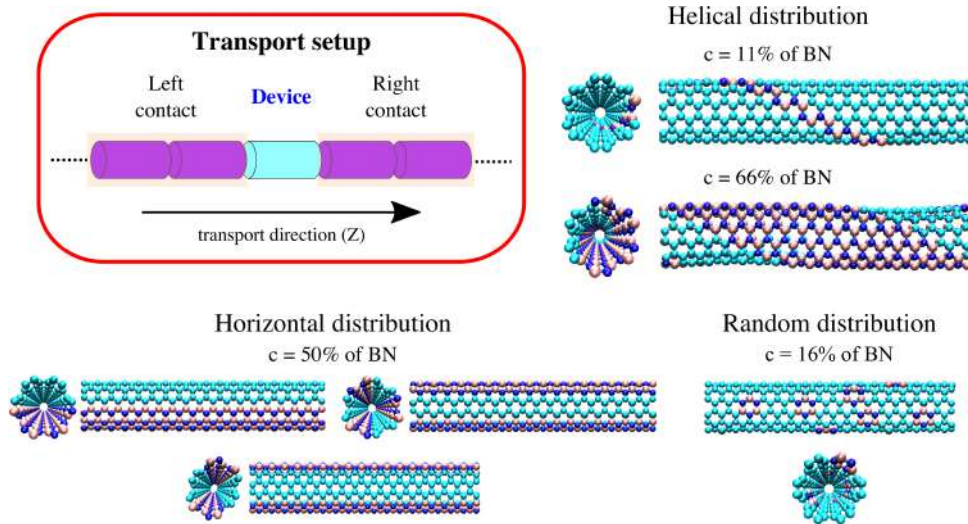 Transport setup
Left contact
Device
Right contact
transport direction (Z)
Helical distribution
c = 11% of BN
c = 66% of BN
Horizontal distribution
c = 50% of BN
Random distribution
c = 16% of BN